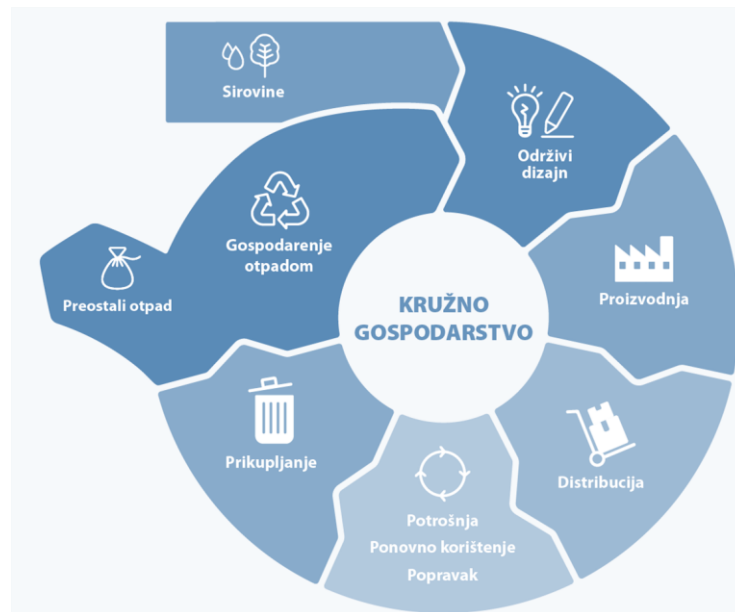 Sirovine
Održivi
dizajn
Proizvodnja
Distribucija
Potrošnja
Ponovno korištenje
Popravak
Prikupljanje
Gospodarenje
otpadom
Preostali otpad
KRUŽNO
GOSPODARSTVO